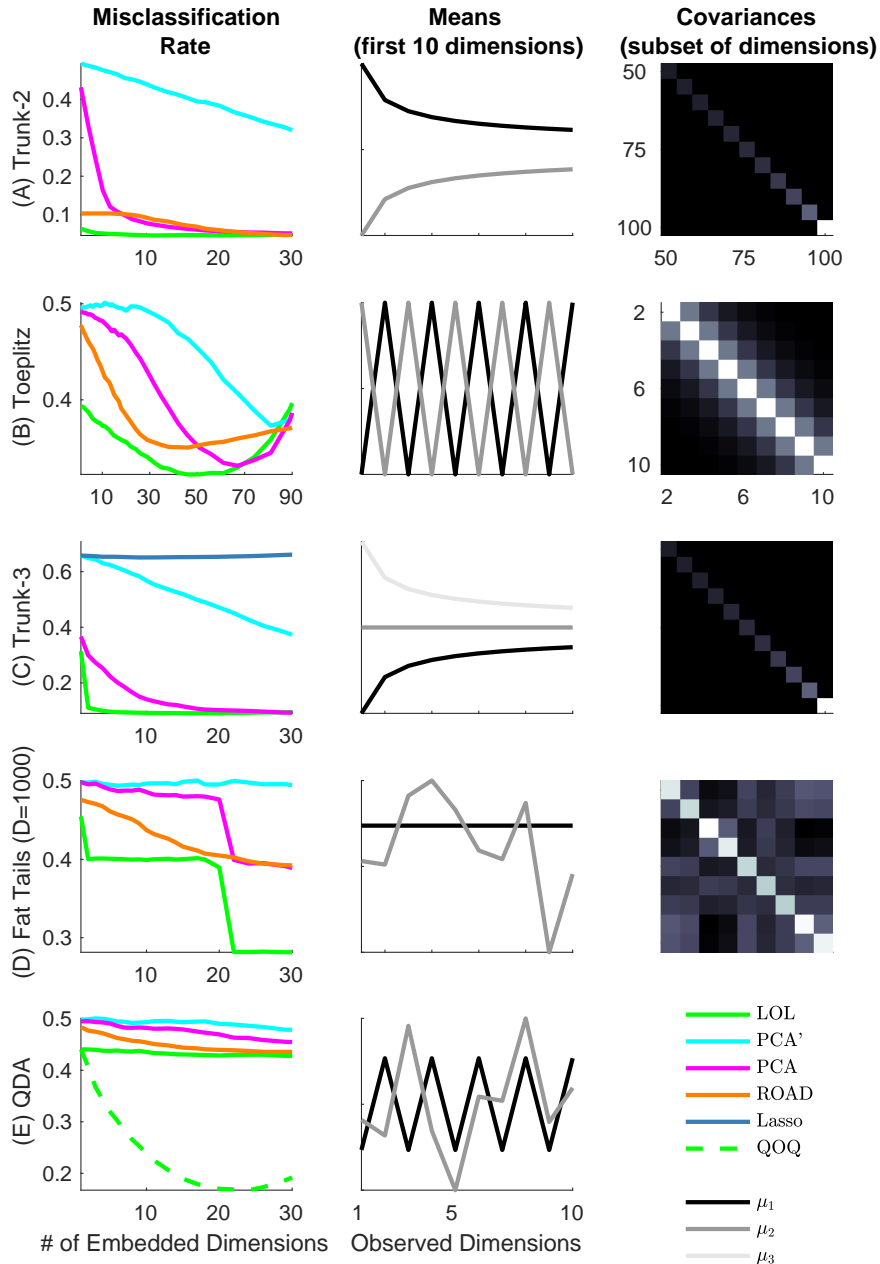 Misclassification
Rate
Means
(first 10 dimensions)
Covariances
(subset of dimensions)
(A) Trunk-2
0.4
0.3
0.2
0.1
10 20 30
50
75
100
50 75 100
(B) Toeplitz
0.5
0.4
10 30 50 70 90
2
6
10
2 6 10
(C) Trunk-3
0.6
0.4
0.2
10 20 30
(D) Fat Tails (D=1000)
0.5
0.4
0.3
10 20 30
(E) QDA
0.5
0.4
0.3
0.2
10 20 30
# of Embedded Dimensions
1 5 10
Observed Dimensions
LOL
PCA'
PCA
ROAD
Lasso
QOQ
μ₁
μ₂
μ₃